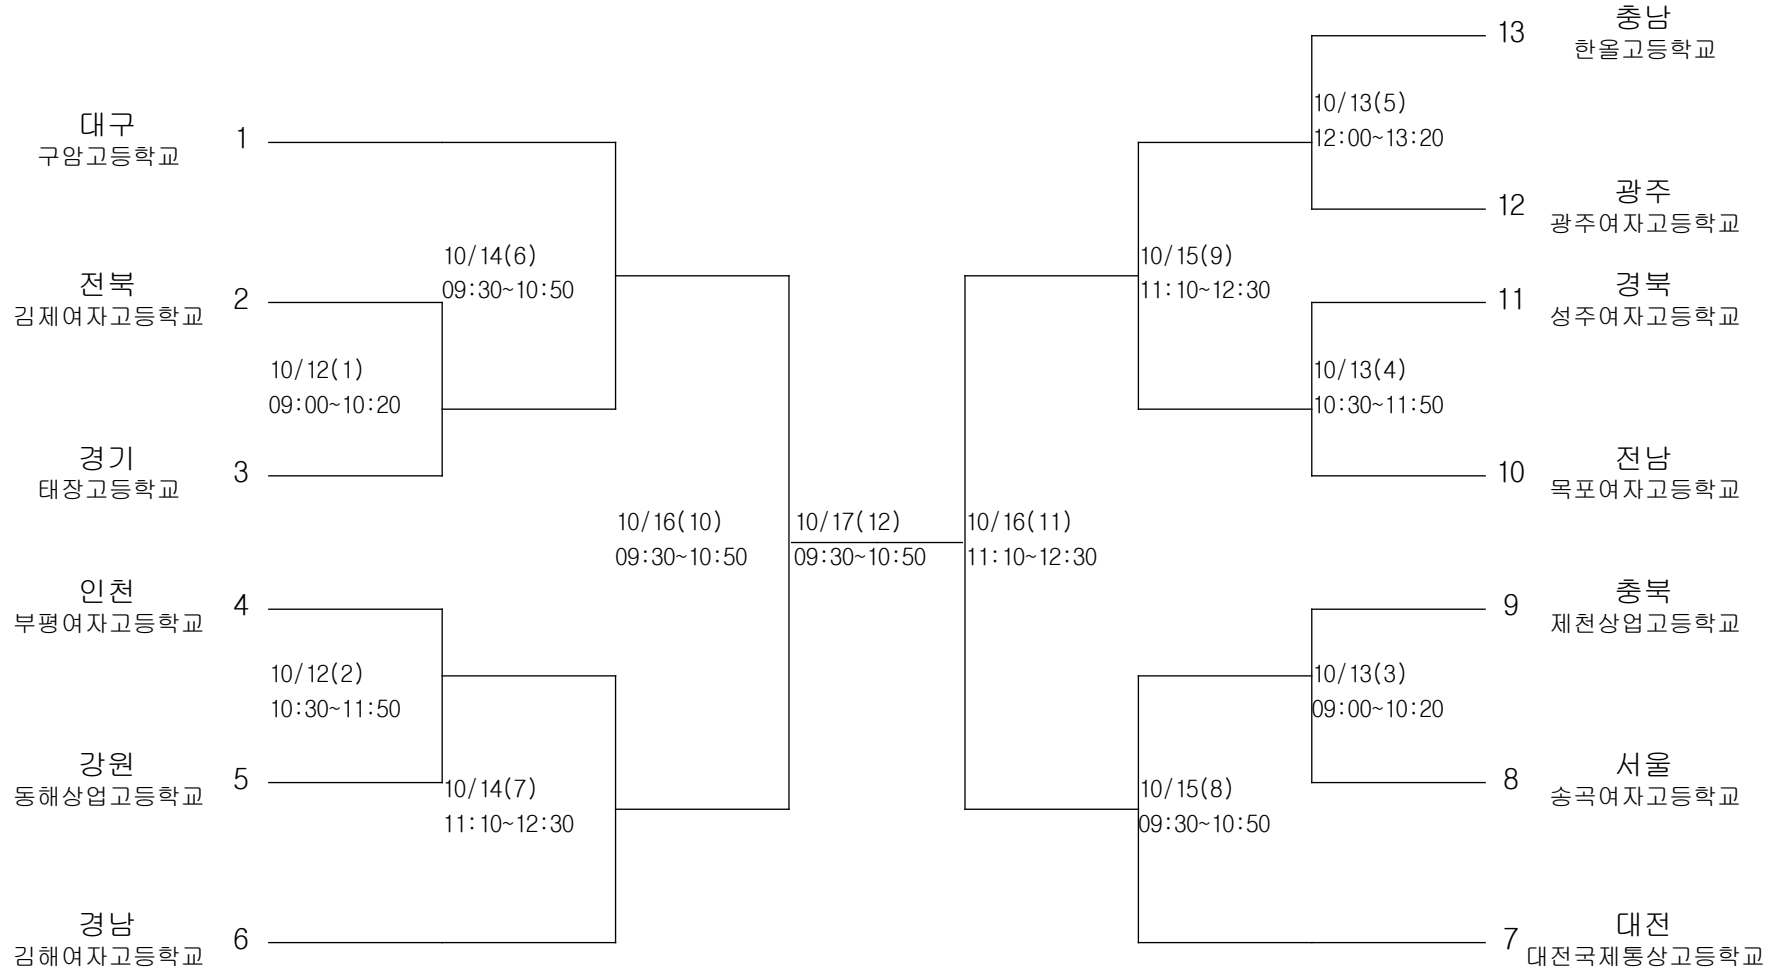 충남
13
한올고등학교
10/13(5)
12:00~13:20
대구
1
구암고등학교
광주
12
광주여자고등학교
10/14(6)
09:30~10:50
10/15(9)
11:10~12:30
전북
2
김제여자고등학교
경북
11
성주여자고등학교
10/12(1)
09:00~10:20
10/13(4)
10:30~11:50
경기
3
태장고등학교
전남
10
목포여자고등학교
10/16(10)
09:30~10:50
10/17(12)
09:30~10:50
10/16(11)
11:10~12:30
인천
4
부평여자고등학교
충북
9
제천상업고등학교
10/12(2)
10:30~11:50
10/13(3)
09:00~10:20
강원
5
동해상업고등학교
서울
8
송곡여자고등학교
10/14(7)
11:10~12:30
10/15(8)
09:30~10:50
경남
6
김해여자고등학교
대전
7
대전국제통상고등학교